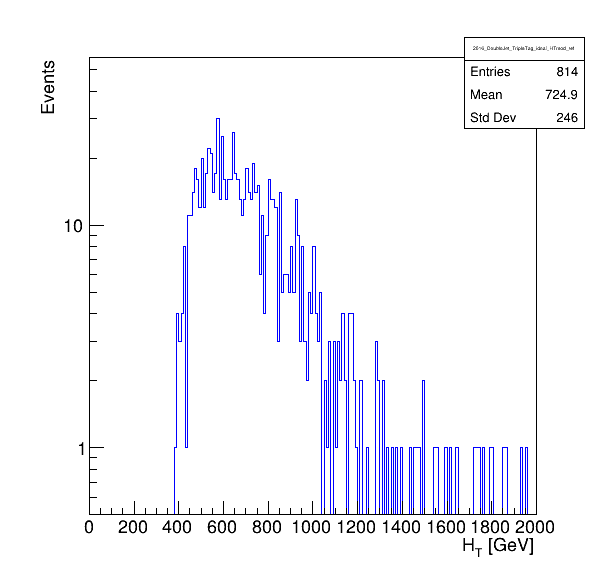 2016_DoubleJet_TripleTag_ideal_HTmod_ref
Entries 814
Mean 724.9
Std Dev 246
Events
10
1
0 200 400 600 800 1000 1200 1400 1600 1800 2000
H_T [GeV]